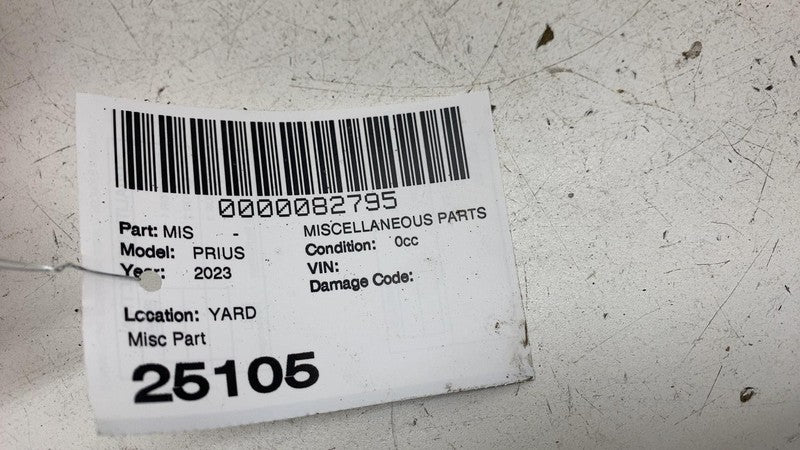 0000082795
Part: MIS - MISCELLANEOUS PARTS
Model: PRIUS Condition: 0cc
Year: 2023 VIN:
Damage Code:
Location: YARD
Misc Part
25105